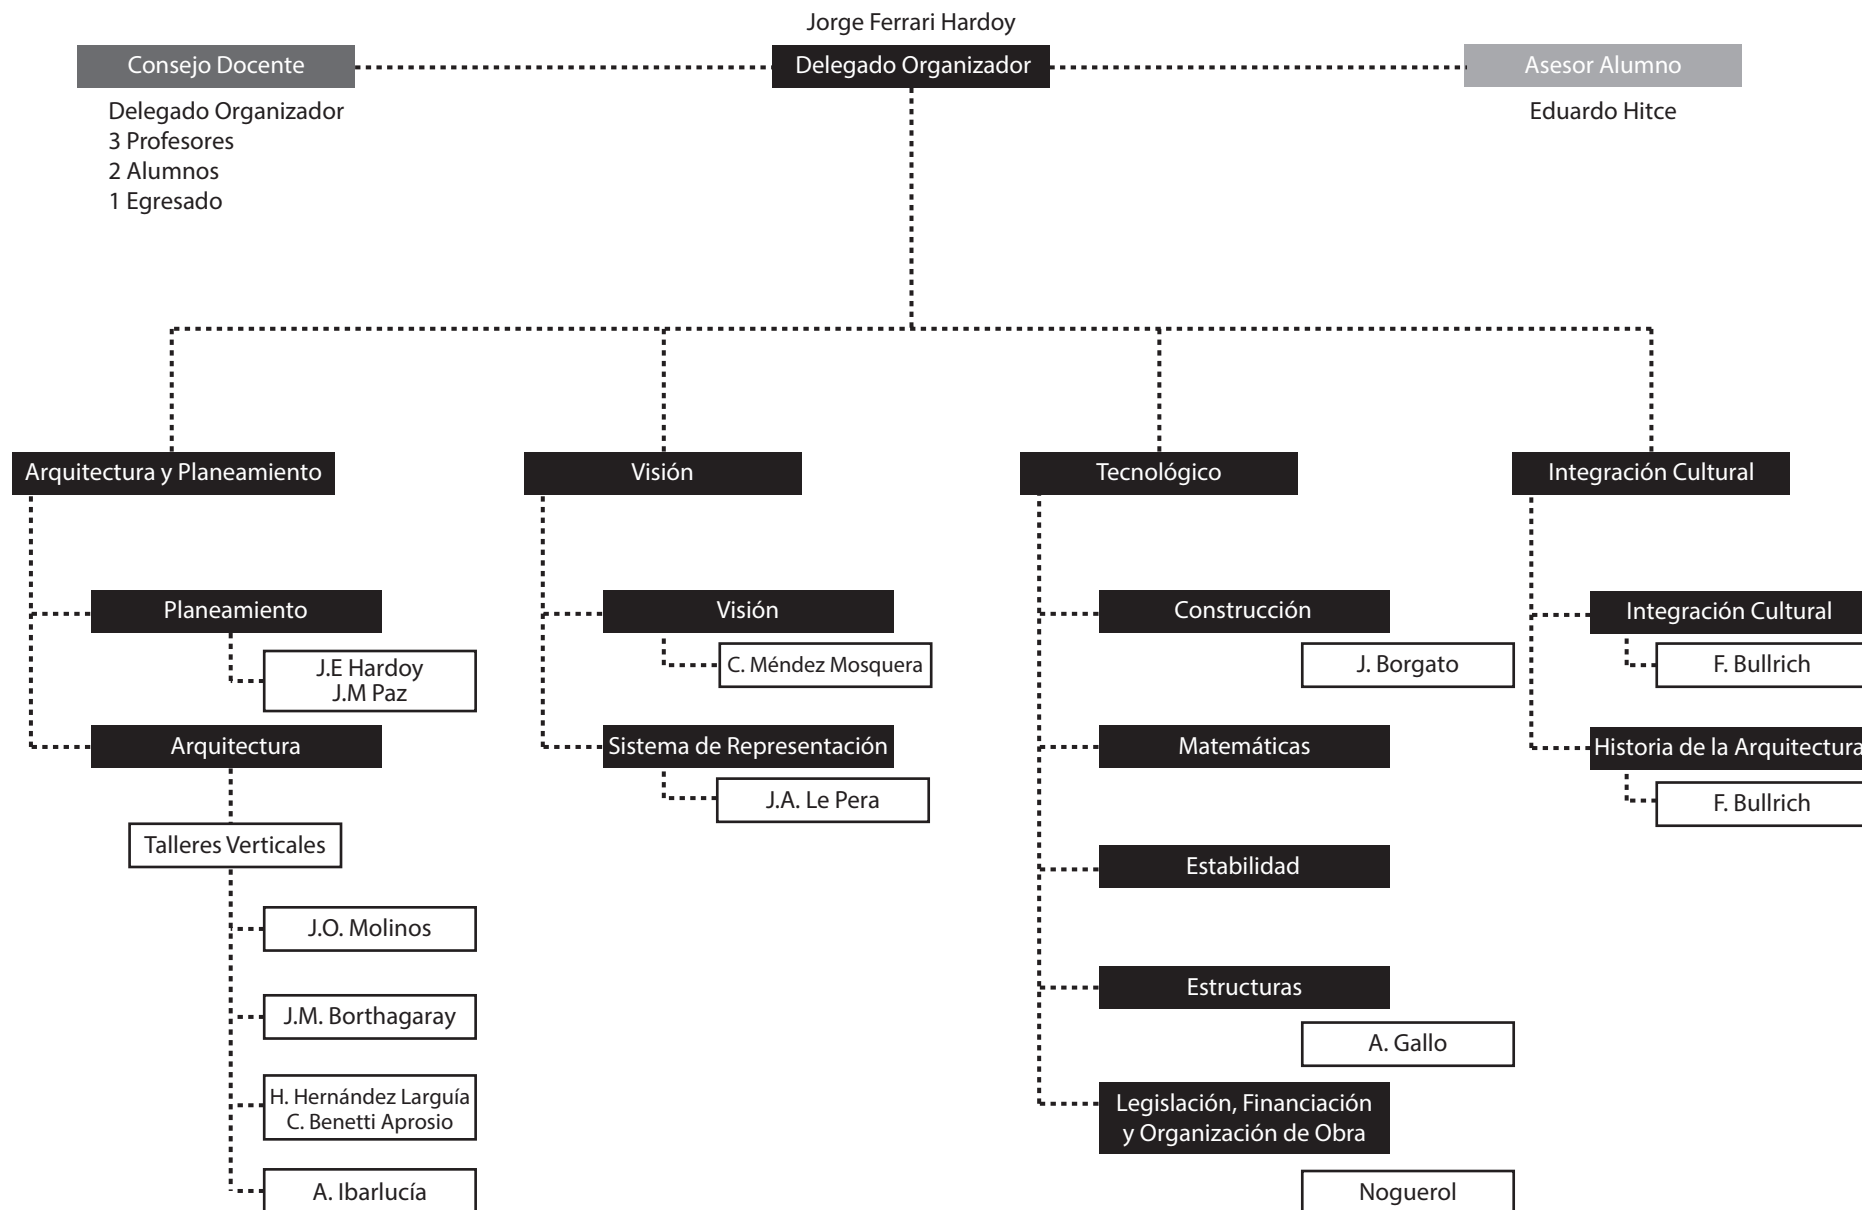 Jorge Ferrari Hardoy
Consejo Docente
Delegado Organizador
Asesor Alumno
Delegado Organizador
3 Profesores
2 Alumnos
1 Egresado
Eduardo Hitce
Arquitectura y Planeamiento
Visión
Tecnológico
Integración Cultural
Planeamiento
J.E Hardoy
J.M Paz
Arquitectura
Talleres Verticales
J.O. Molinos
J.M. Borthagaray
H. Hernández Larguía
C. Benetti Aprosio
A. Ibarlucía
Visión
C. Méndez Mosquera
Sistema de Representación
J.A. Le Pera
Construcción
J. Borgato
Matemáticas
Estabilidad
Estructuras
A. Gallo
Legislación, Financiación
y Organización de Obra
Noguerol
Integración Cultural
F. Bullrich
Historia de la Arquitectura
F. Bullrich